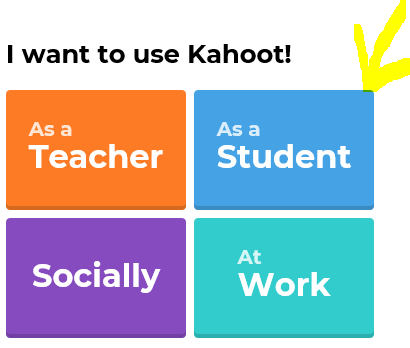 I want to use Kahoot!
As a
Teacher
As a
Student
Socially
At
Work